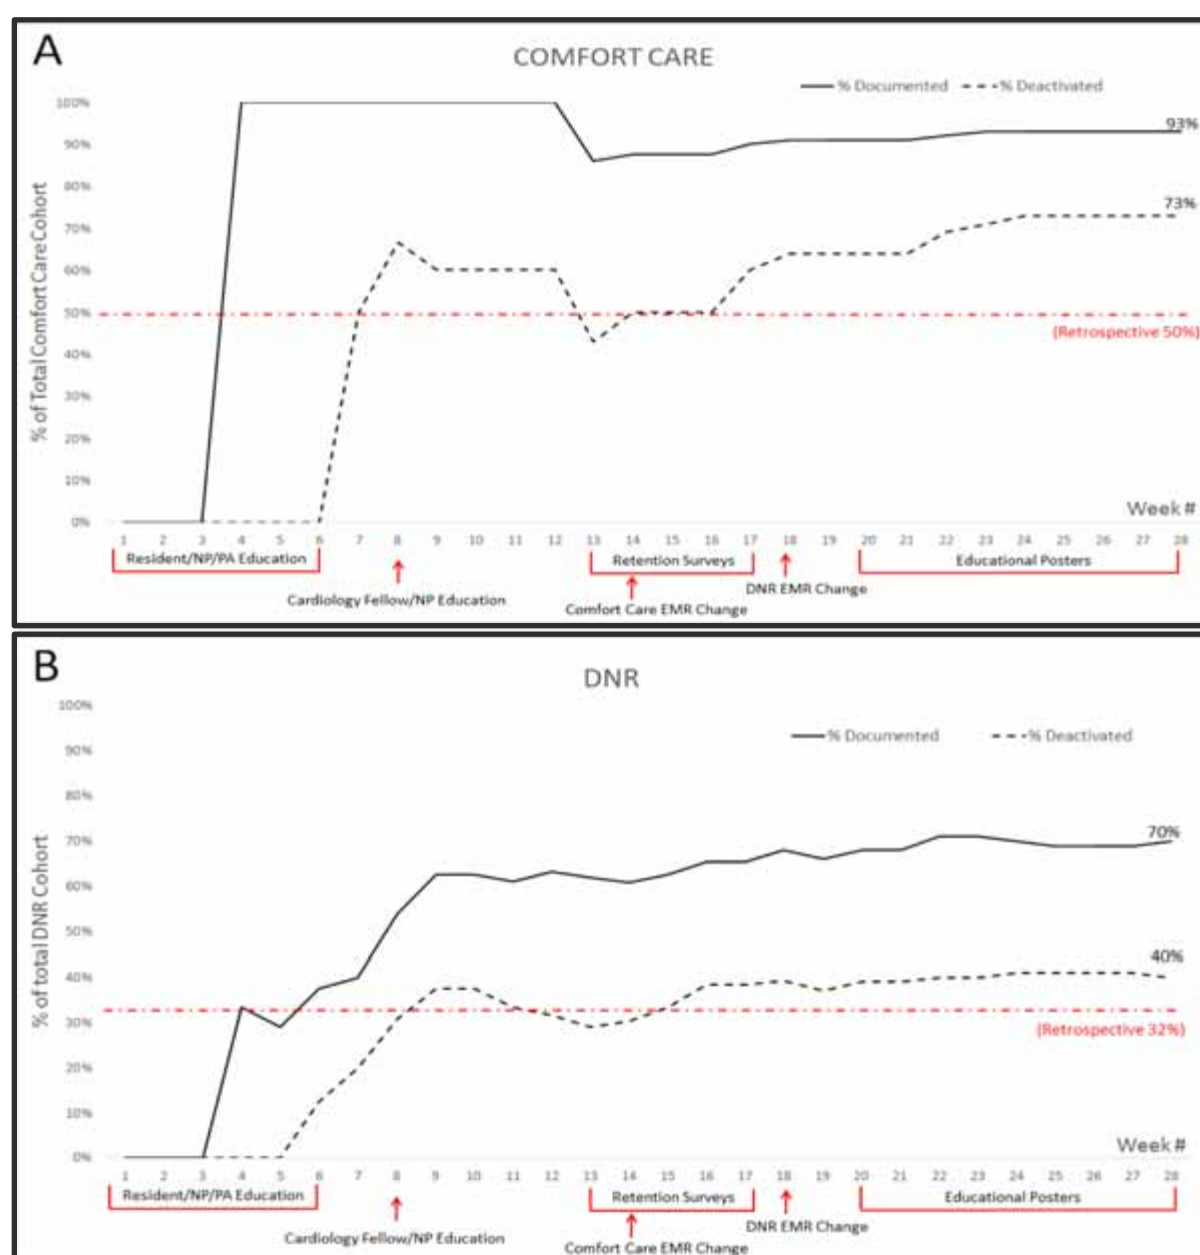 A
COMFORT CARE
% Documented % Deactivated
100%
90%
80%
70%
60%
50%
40%
30%
20%
10%
0%
% of Total Comfort Care Cohort
93%
73%
(Retrospective 50%)
Week #
1 2 3 4 5 6 7 8 9 10 11 12 13 14 15 16 17 18 19 20 21 22 23 24 25 26 27 28
Resident/NP/PA Education Retention Surveys Educational Posters
Cardiology Fellow/NP Education DNR EMR Change
Comfort Care EMR Change
B
DNR
% Documented % Deactivated
100%
90%
80%
70%
60%
50%
40%
30%
20%
10%
0%
% of total DNR Cohort
70%
40%
(Retrospective 32%)
Week #
1 2 3 4 5 6 7 8 9 10 11 12 13 14 15 16 17 18 19 20 21 22 23 24 25 26 27 28
Resident/NP/PA Education Retention Surveys Educational Posters
Cardiology Fellow/NP Education DNR EMR Change
Comfort Care EMR Change